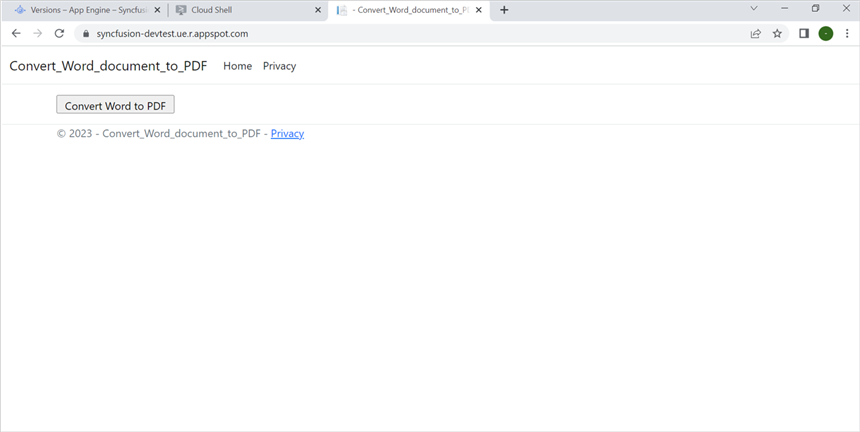 Versions – App Engine – Syncfusi
Cloud Shell
- Convert_Word_document_to_PD
syncfusion-devtest.ue.r.appspot.com
Convert_Word_document_to_PDF Home Privacy
Convert Word to PDF
© 2023 - Convert_Word_document_to_PDF - Privacy